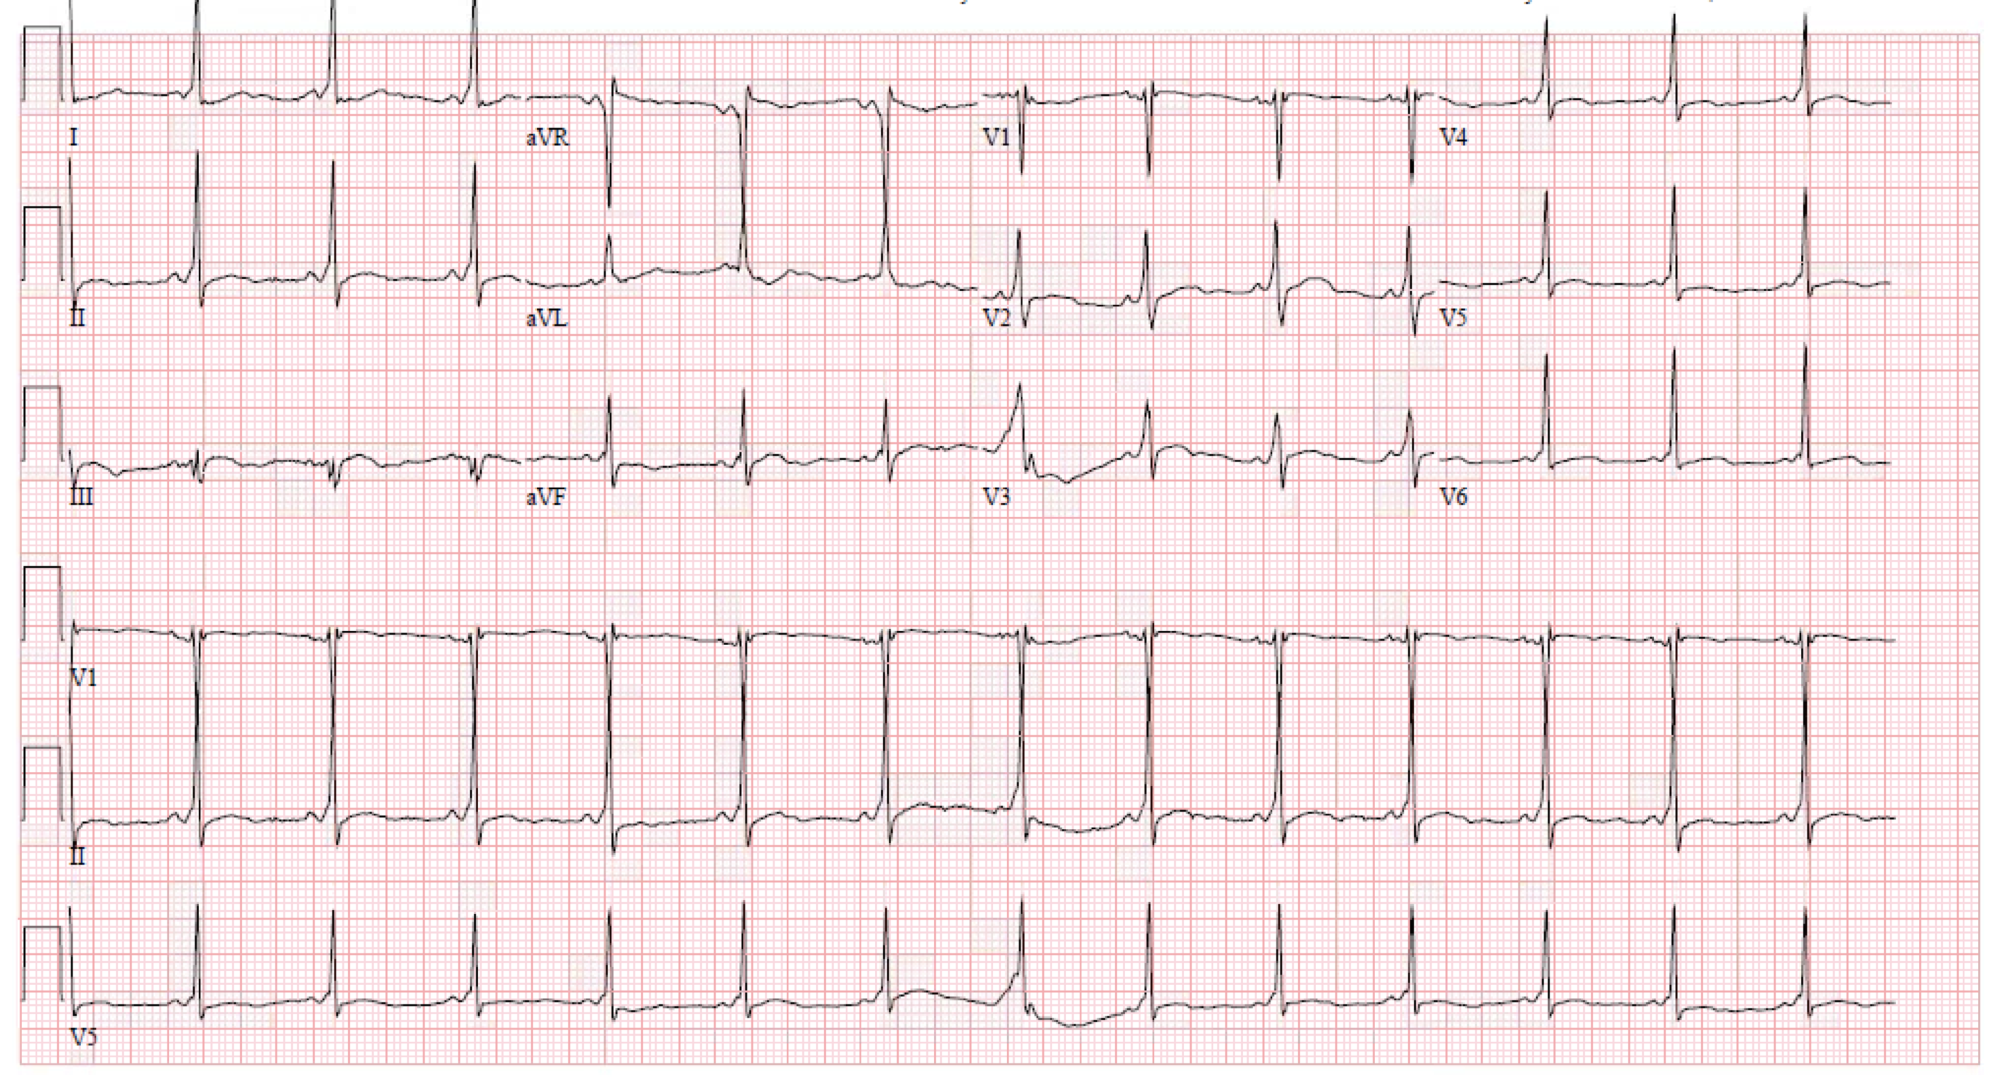 I aVR V1 V4
II aVL V2 V5
III aVF V3 V6
V1
II
V5